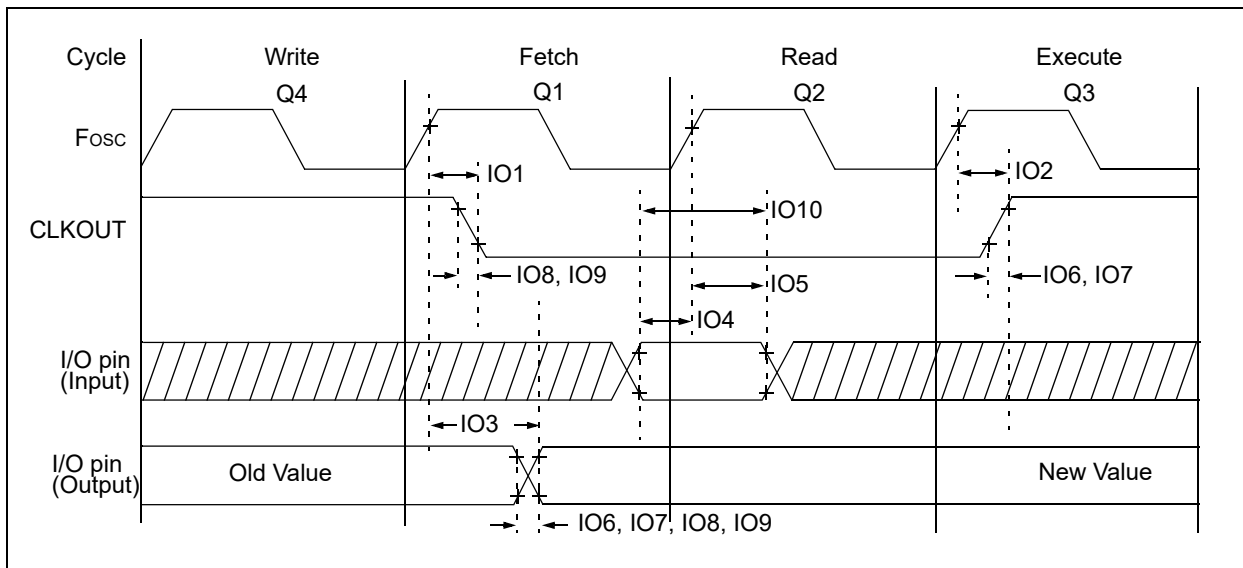 Cycle Write Fetch Read Execute
Q4 Q1 Q2 Q3
Fosc
IO1 IO2
CLKOUT IO10
IO8, IO9 IO5 IO6, IO7
IO4
I/O pin
(Input)
IO3
I/O pin
(Output) Old Value New Value
IO6, IO7, IO8, IO9